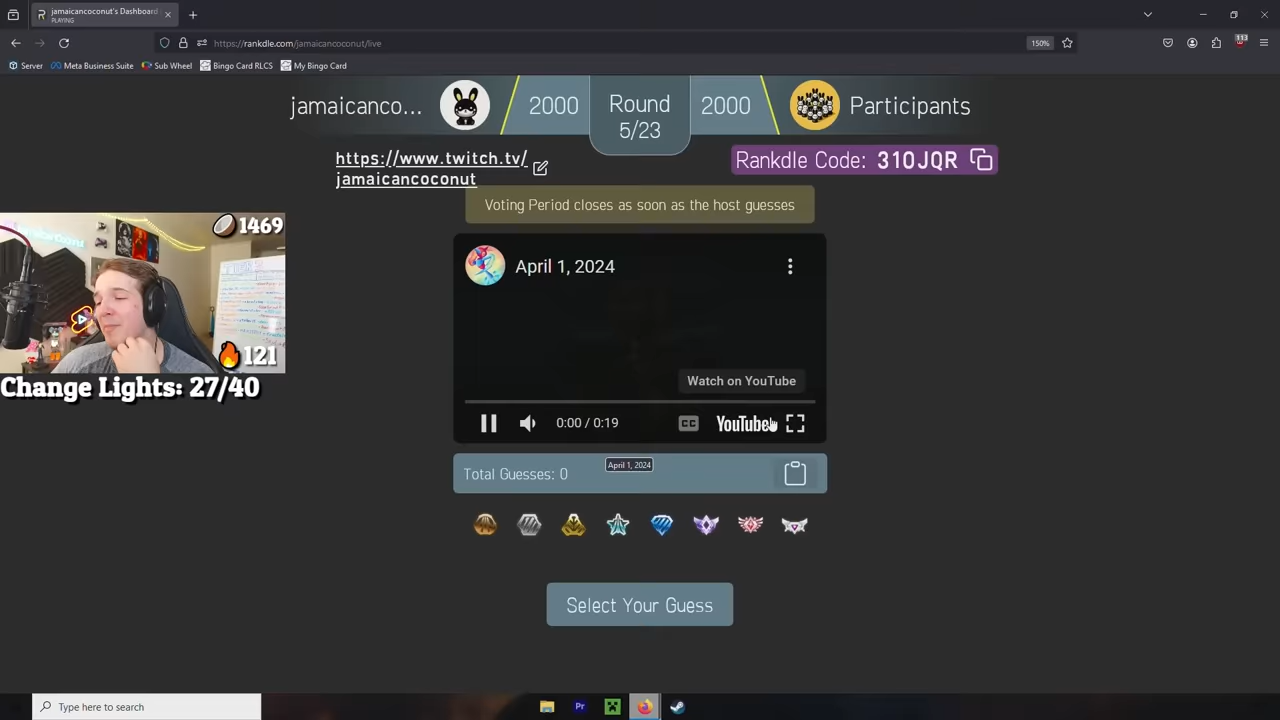 jamaicancoconut's Dashboard
PLAYING
113
https://rankdle.com/jamaicancoconut/live
150%
Server
Meta Business Suite
Sub Wheel
Bingo Card RLCS
My Bingo Card
jamaicanco...
2000
Round
5/23
2000
Participants
https://www.twitch.tv/
jamaicancoconut
Rankdle Code: 310JQR
Voting Period closes as soon as the host guesses
April 1, 2024
1469
121
Change Lights: 27/40
Watch on YouTube
0:00 / 0:19
CC
YouTube
Total Guesses: 0
April 1, 2024
Select Your Guess
Type here to search
Pr